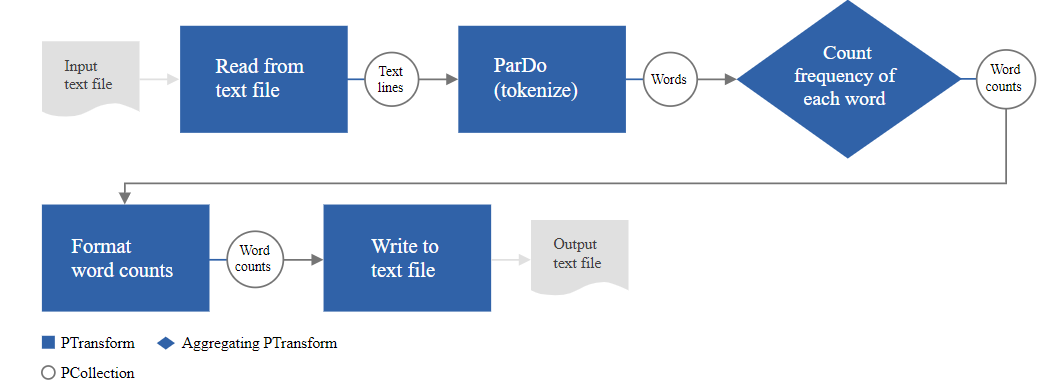 Input
text file
Read from
text file
Text
lines
ParDo
(tokenize)
Words
Count
frequency of
each word
Word
counts
Format
word counts
Word
counts
Write to
text file
Output
text file
PTransform
Aggregating PTransform
PCollection